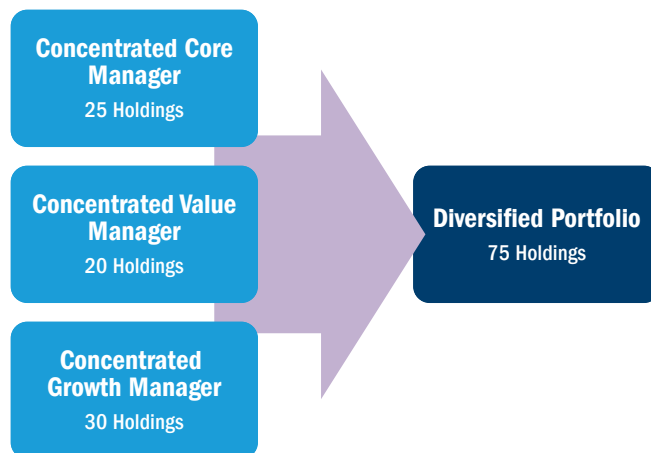 Concentrated Core
Manager
25 Holdings
Concentrated Value
Manager
20 Holdings
Diversified Portfolio
75 Holdings
Concentrated
Growth Manager
30 Holdings